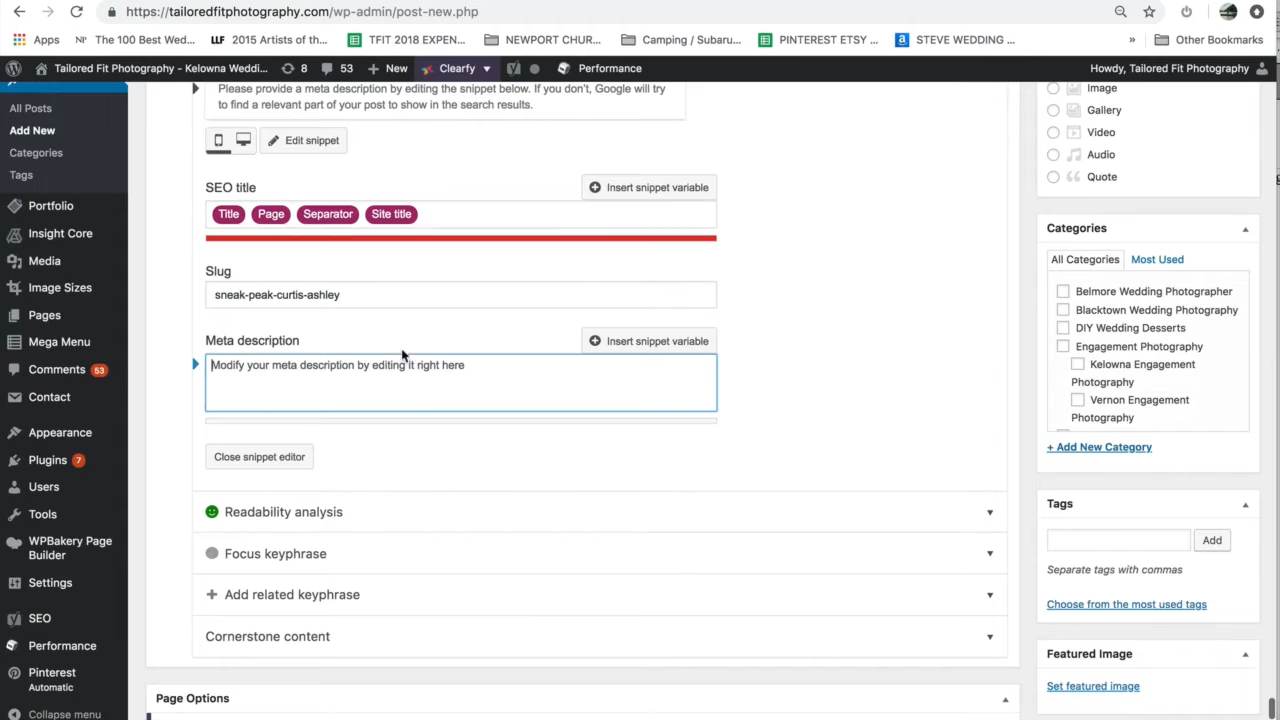 https://tailoredfitphotography.com/wp-admin/post-new.php
Apps
NP The 100 Best Wed...
LLF 2015 Artists of th...
TFIT 2018 EXPEN...
NEWPORT CHUR...
Camping / Subaru...
PINTEREST ETSY ...
a STEVE WEDDING ...
»
Other Bookmarks
Tailored Fit Photography - Kelowna Weddi...
8
53
+ New
Clearfy
Performance
Howdy, Tailored Fit Photography
All Posts
Add New
Categories
Tags
Portfolio
Insight Core
Media
Image Sizes
Pages
Mega Menu
Comments 53
Contact
Appearance
Plugins 7
Users
Tools
WPBakery Page
Builder
Settings
SEO
Performance
Pinterest
Automatic
Collapse menu
Please provide a meta description by editing the snippet below. If you don't, Google will try
to find a relevant part of your post to show in the search results.
Edit snippet
SEO title
Insert snippet variable
Title Page Separator Site title
Slug
sneak-peak-curtis-ashley
Meta description
Insert snippet variable
Modify your meta description by editing it right here
Close snippet editor
Readability analysis
Focus keyphrase
Add related keyphrase
Cornerstone content
Page Options
Image
Gallery
Video
Audio
Quote
Categories
All Categories Most Used
Belmore Wedding Photographer
Blacktown Wedding Photographer
DIY Wedding Desserts
Engagement Photography
Kelowna Engagement
Photography
Vernon Engagement
Photography
+ Add New Category
Tags
Add
Separate tags with commas
Choose from the most used tags
Featured Image
Set featured image